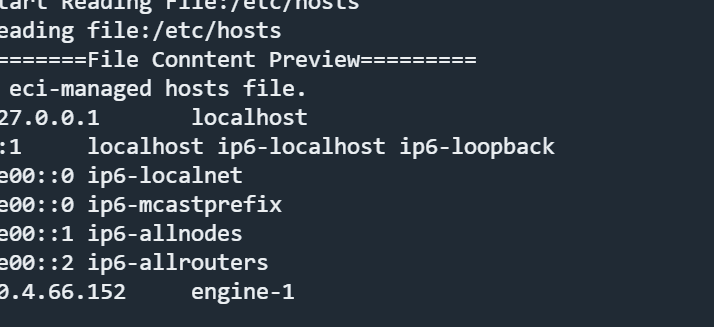 tart Reading File:/etc/hosts
eading file:/etc/hosts
=======File Conntent Preview=========
eci-managed hosts file.
27.0.0.1 localhost
:1 localhost ip6-localhost ip6-loopback
e00::0 ip6-localnet
e00::0 ip6-mcastprefix
e00::1 ip6-allnodes
e00::2 ip6-allrouters
0.4.66.152 engine-1